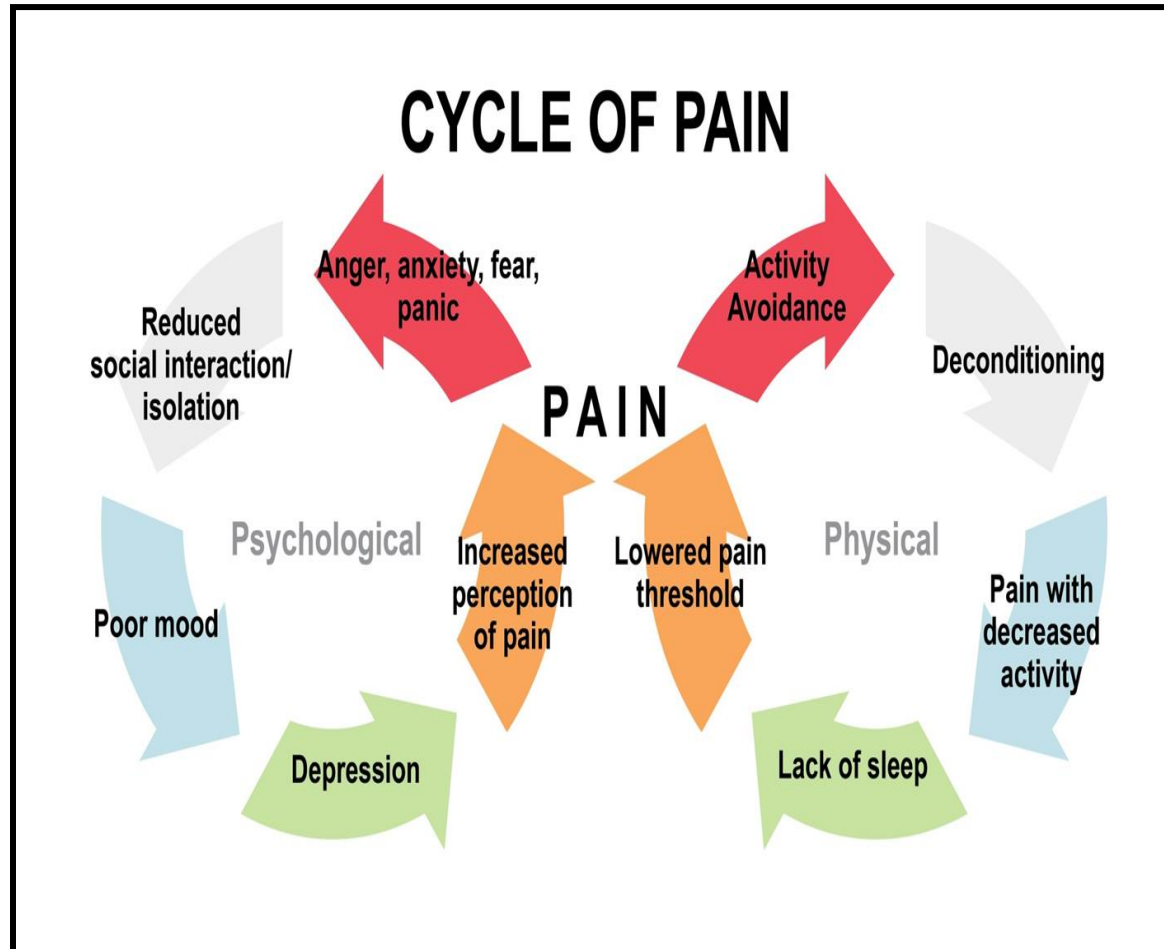 CYCLE OF PAIN
Anger, anxiety, fear,
panic
Activity
Avoidance
Reduced
social interaction/
isolation
Deconditioning
PAIN
Psychological
Increased
perception
of pain
Lowered pain
threshold
Physical
Poor mood
Pain with
decreased
activity
Depression
Lack of sleep